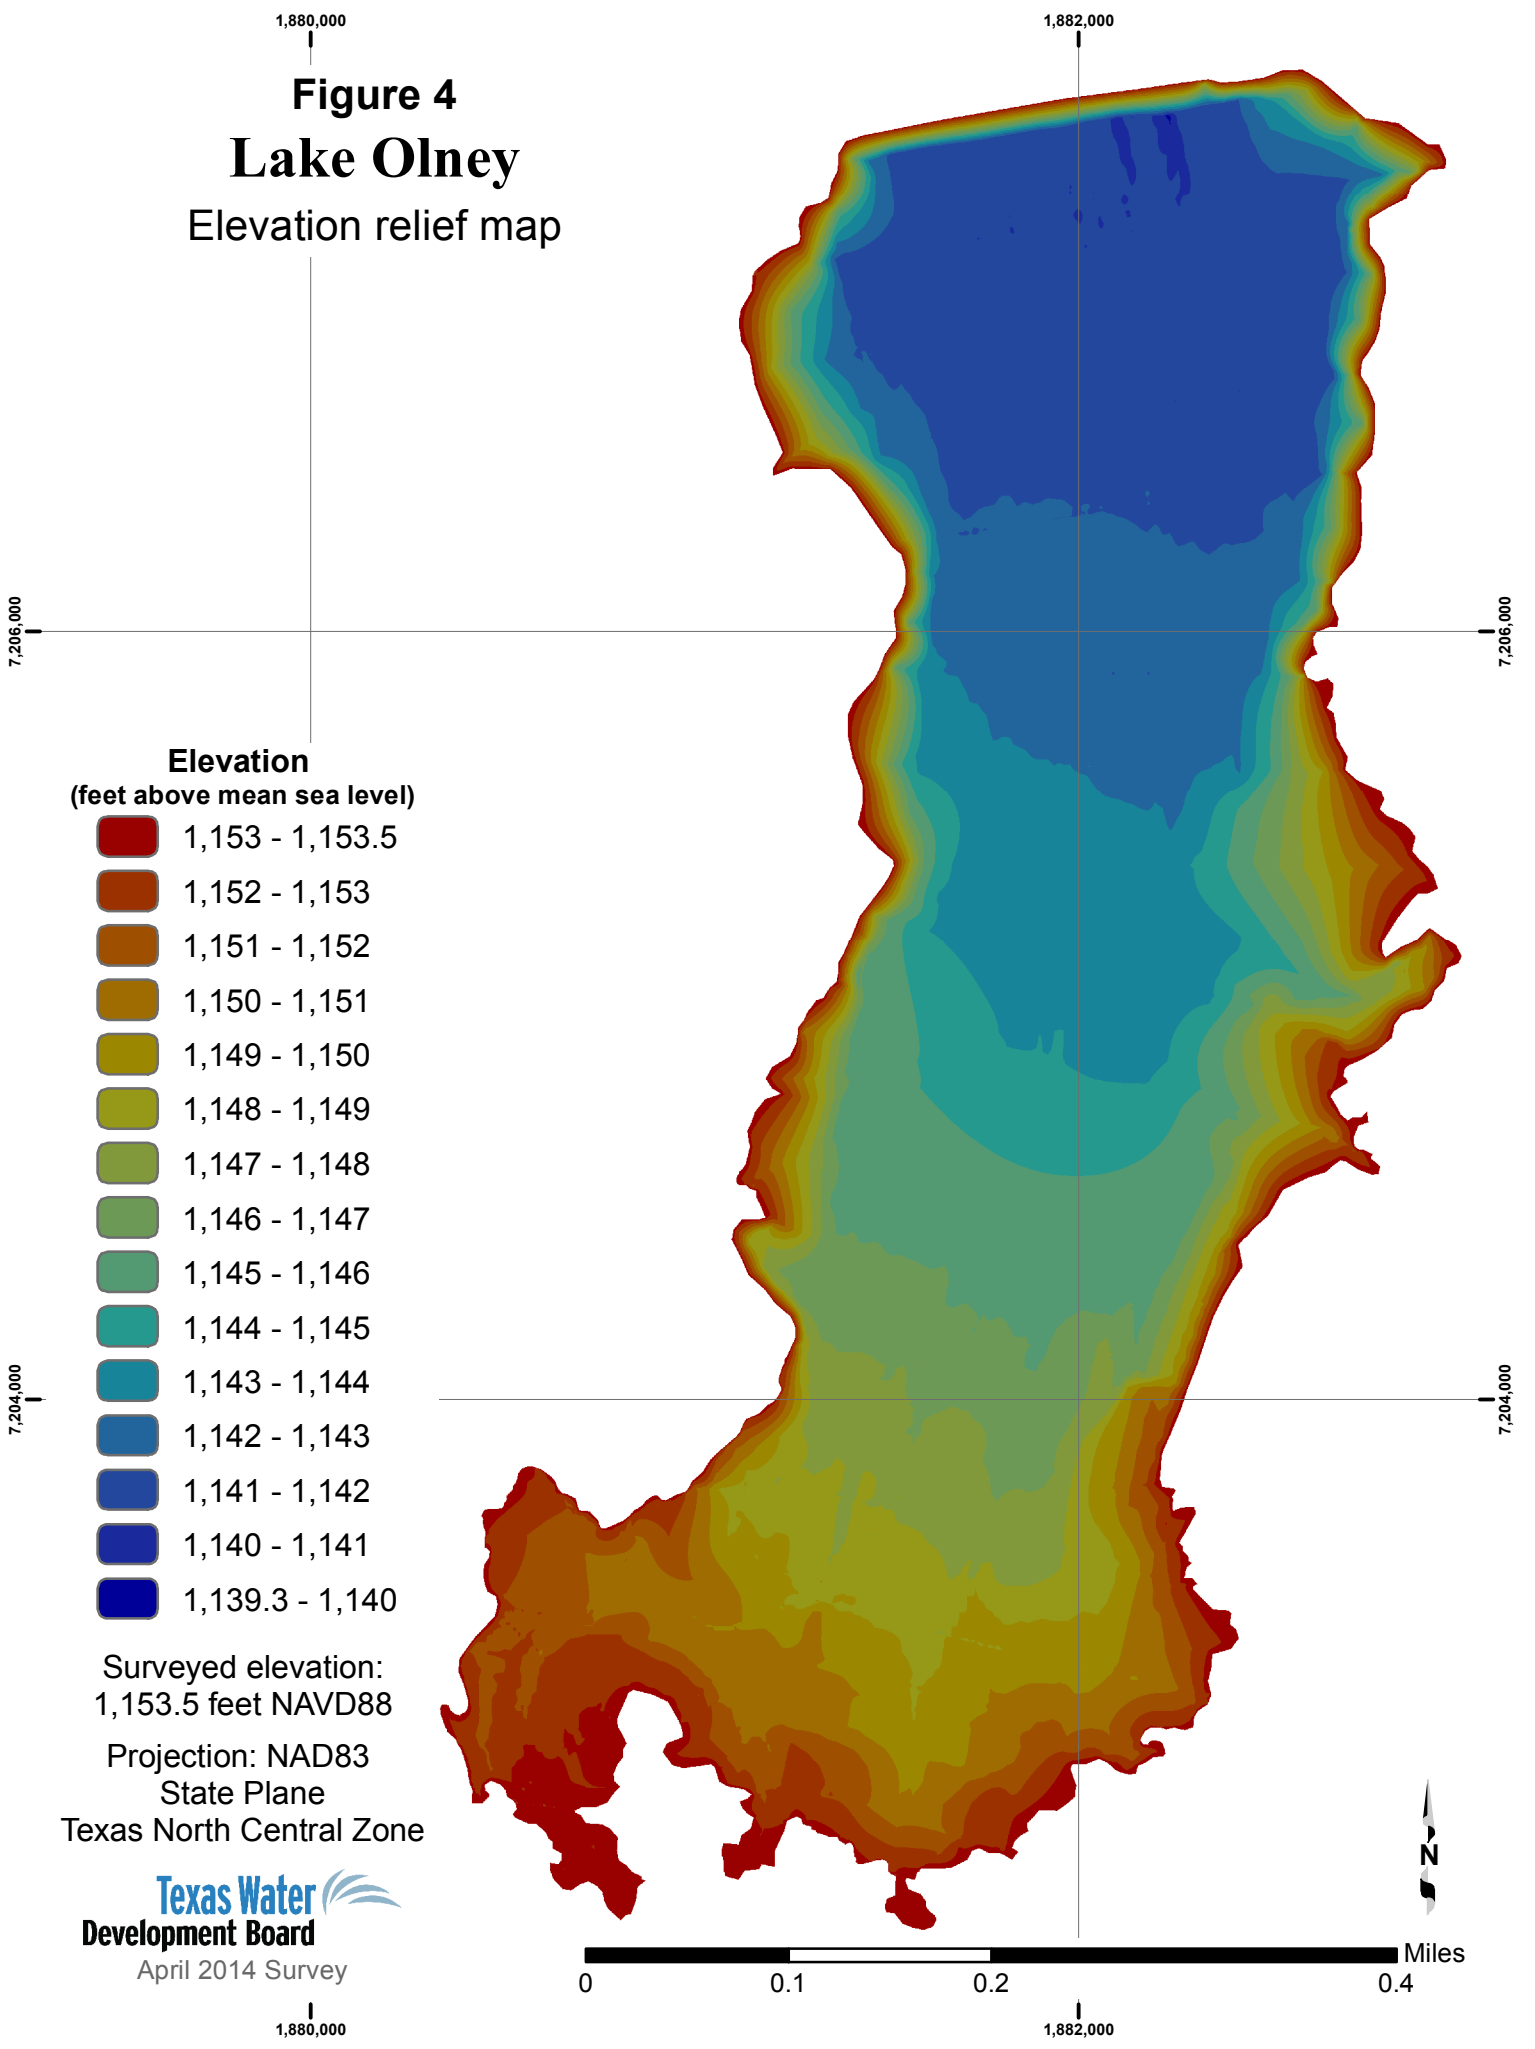 1,880,000
1,882,000
Figure 4
Lake Olney
Elevation relief map
7,206,000
7,206,000
Elevation
(feet above mean sea level)
1,153 - 1,153.5
1,152 - 1,153
1,151 - 1,152
1,150 - 1,151
1,149 - 1,150
1,148 - 1,149
1,147 - 1,148
1,146 - 1,147
1,145 - 1,146
1,144 - 1,145
1,143 - 1,144
1,142 - 1,143
1,141 - 1,142
1,140 - 1,141
1,139.3 - 1,140
7,204,000
7,204,000
Surveyed elevation:
1,153.5 feet NAVD88
Projection: NAD83
State Plane
Texas North Central Zone
Texas Water
Development Board
April 2014 Survey
N
Miles
0
0.1
0.2
0.4
1,880,000
1,882,000